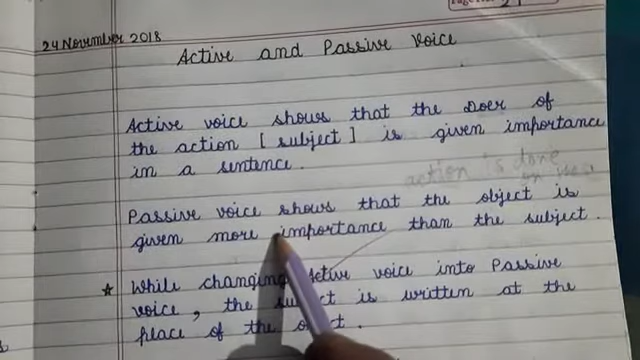 24 November 2018
Active and Passive Voice
Active voice shows that the Doer of
the action [subject] is given importance
in a sentence.
action is done
Passive voice shows that the object is
given more importance than the subject.
★ While changing Active voice into Passive
voice, the subject is written at the
place of the object.